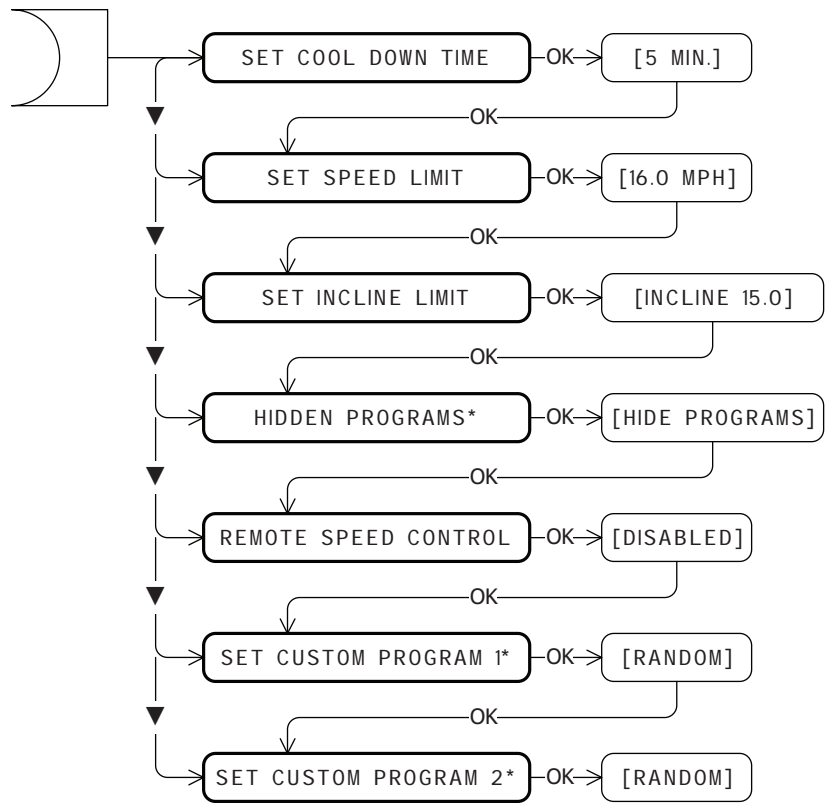 SET COOL DOWN TIME OK [5 MIN.]
OK
SET SPEED LIMIT OK [16.0 MPH]
OK
SET INCLINE LIMIT OK [INCLINE 15.0]
OK
HIDDEN PROGRAMS* OK [HIDE PROGRAMS]
OK
REMOTE SPEED CONTROL OK [DISABLED]
OK
SET CUSTOM PROGRAM 1* OK [RANDOM]
OK
SET CUSTOM PROGRAM 2* OK [RANDOM]